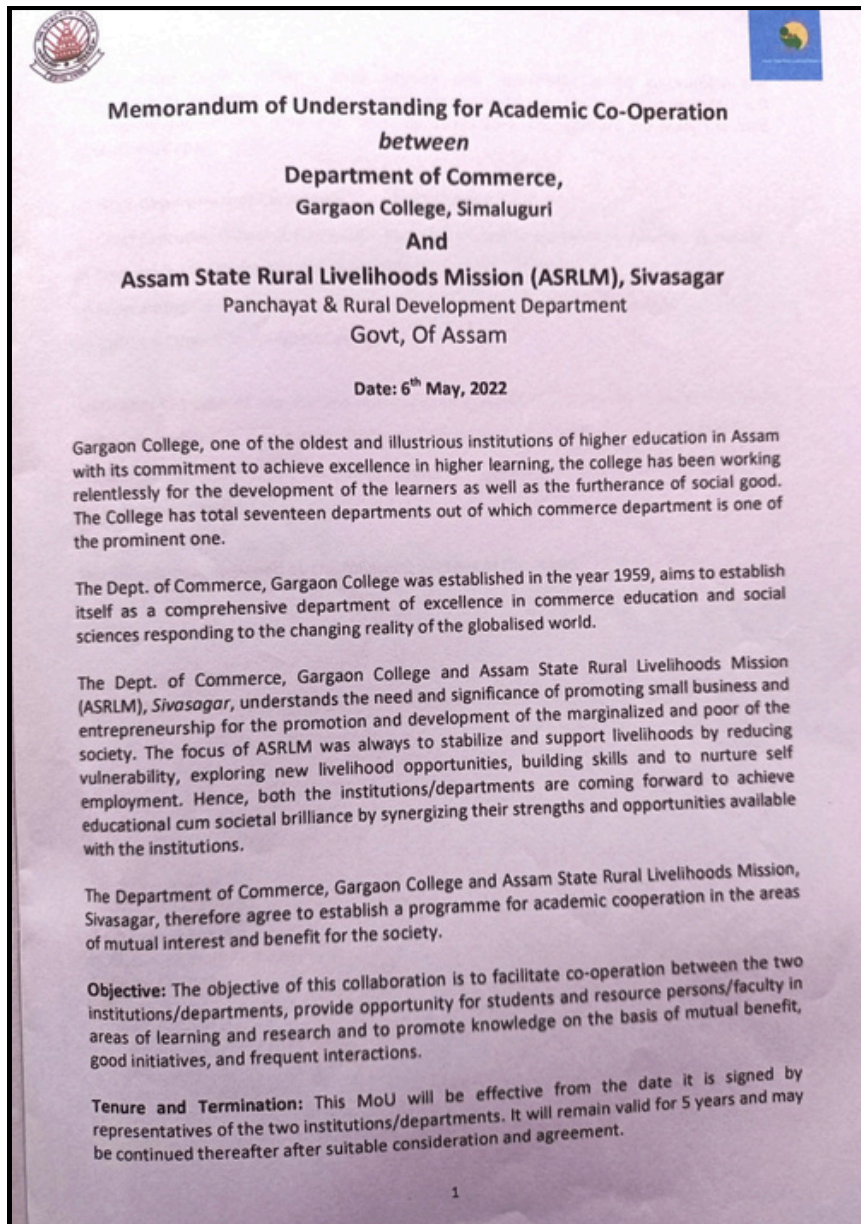 Memorandum of Understanding for Academic Co-Operation
between
Department of Commerce,
Gargaon College, Simaluguri
And
Assam State Rural Livelihoods Mission (ASRLM), Sivasagar
Panchayat & Rural Development Department
Govt, Of Assam
Date: 6th May, 2022
Gargaon College, one of the oldest and illustrious institutions of higher education in Assam
with its commitment to achieve excellence in higher learning, the college has been working
relentlessly for the development of the learners as well as the furtherance of social good.
The College has total seventeen departments out of which commerce department is one of
the prominent one.
The Dept. of Commerce, Gargaon College was established in the year 1959, aims to establish
itself as a comprehensive department of excellence in commerce education and social
sciences responding to the changing reality of the globalised world.
The Dept. of Commerce, Gargaon College and Assam State Rural Livelihoods Mission
(ASRLM), Sivasagar, understands the need and significance of promoting small business and
entrepreneurship for the promotion and development of the marginalized and poor of the
society. The focus of ASRLM was always to stabilize and support livelihoods by reducing
vulnerability, exploring new livelihood opportunities, building skills and to nurture self
employment. Hence, both the institutions/departments are coming forward to achieve
educational cum societal brilliance by synergizing their strengths and opportunities available
with the institutions.
The Department of Commerce, Gargaon College and Assam State Rural Livelihoods Mission,
Sivasagar, therefore agree to establish a programme for academic cooperation in the areas
of mutual interest and benefit for the society.
Objective: The objective of this collaboration is to facilitate co-operation between the two
institutions/departments, provide opportunity for students and resource persons/faculty in
areas of learning and research and to promote knowledge on the basis of mutual benefit,
good initiatives, and frequent interactions.
Tenure and Termination: This MoU will be effective from the date it is signed by
representatives of the two institutions/departments. It will remain valid for 5 years and may
be continued thereafter after suitable consideration and agreement.
1